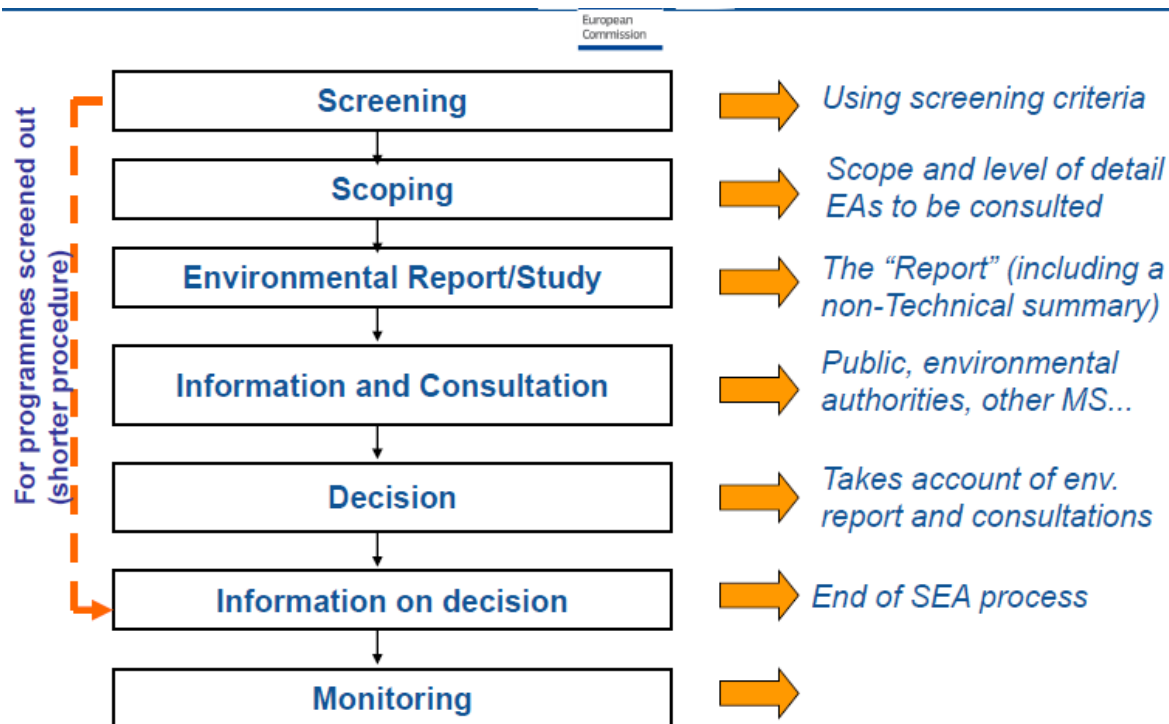 European
Commission
For programmes screened out
(shorter procedure)
Screening
Using screening criteria
Scoping
Scope and level of detail
EAs to be consulted
Environmental Report/Study
The “Report” (including a
non-Technical summary)
Information and Consultation
Public, environmental
authorities, other MS...
Decision
Takes account of env.
report and consultations
Information on decision
End of SEA process
Monitoring